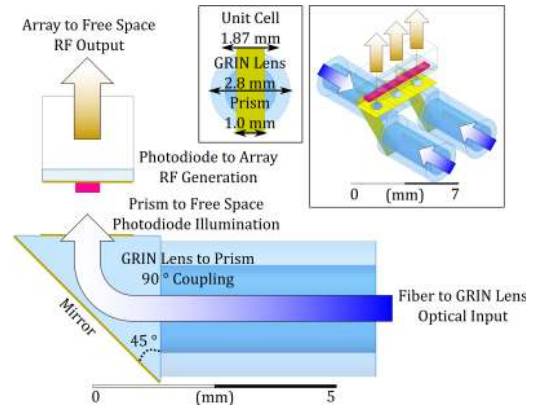 Array to Free Space
RF Output
Unit Cell
1.87 mm
GRIN Lens
2.8 mm
Prism
1.0 mm
0 (mm) 7
Photodiode to Array
RF Generation
Prism to Free Space
Photodiode Illumination
GRIN Lens to Prism
90 ° Coupling
Mirror
45 °
Fiber to GRIN Lens
Optical Input
0 (mm) 5